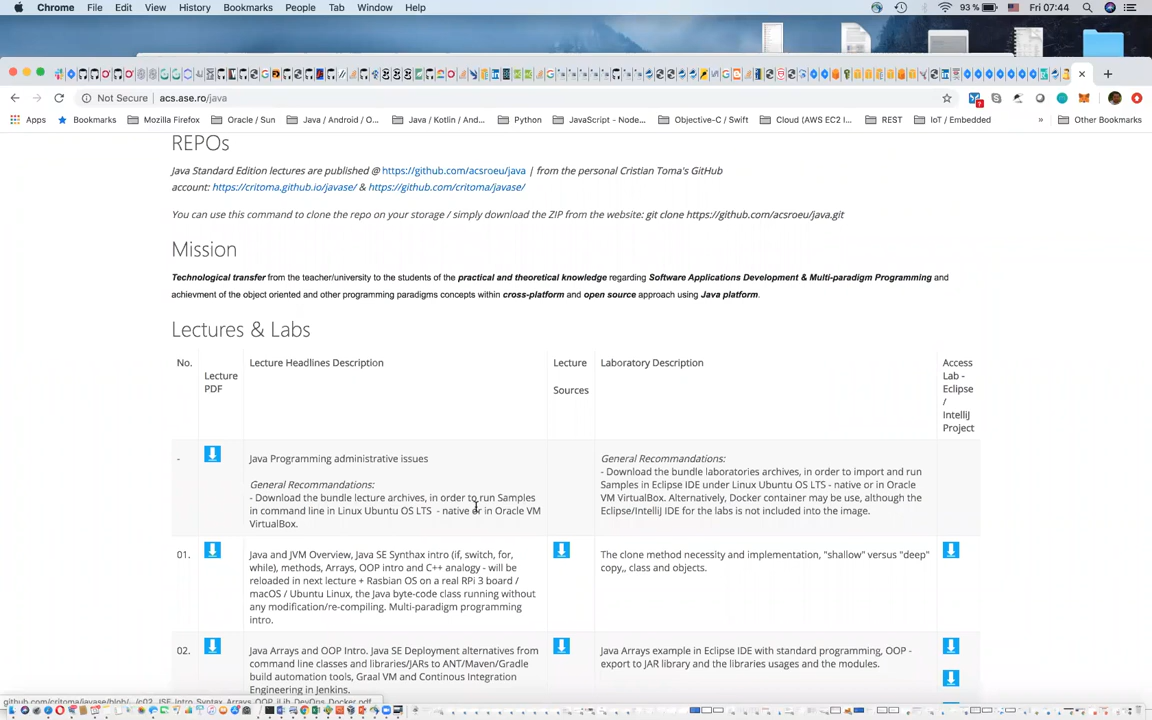 Chrome File Edit View History Bookmarks People Tab Window Help 93 % Fri 07:44
Not Secure | acs.ase.ro/java
Apps Bookmarks Mozilla Firefox Oracle / Sun Java / Android / O... Java / Kotlin / And... Python JavaScript - Node... Objective-C / Swift Cloud (AWS EC2 I... REST IoT / Embedded » Other Bookmarks
REPOs
Java Standard Edition lectures are published @ https://github.com/acsroeu/java | from the personal Cristian Toma's GitHub
account: https://critoma.github.io/javase/ & https://github.com/critoma/javase/
You can use this command to clone the repo on your storage / simply download the ZIP from the website: git clone https://github.com/acsroeu/java.git
Mission
Technological transfer from the teacher/university to the students of the practical and theoretical knowledge regarding Software Applications Development & Multi-paradigm Programming and
achievment of the object oriented and other programming paradigms concepts within cross-platform and open source approach using Java platform.
Lectures & Labs
No.
Lecture
PDF
Lecture Headlines Description
Lecture
Sources
Laboratory Description
Access
Lab -
Eclipse
/
IntelliJ
Project
-
Java Programming administrative issues
General Recommendations:
- Download the bundle lecture archives, in order to run Samples
in command line in Linux Ubuntu OS LTS - native or in Oracle VM
VirtualBox.
General Recommendations:
- Download the bundle laboratories archives, in order to import and run
Samples in Eclipse IDE under Linux Ubuntu OS LTS - native or in Oracle
VM VirtualBox. Alternatively, Docker container may be use, although the
Eclipse/IntelliJ IDE for the labs is not included into the image.
01.
Java and JVM Overview, Java SE Synthax intro (if, switch, for,
while), methods, Arrays, OOP intro and C++ analogy - will be
reloaded in next lecture + Rasbian OS on a real RPi 3 board /
macOS / Ubuntu Linux, the Java byte-code class running without
any modification/re-compiling. Multi-paradigm programming
intro.
The clone method necessity and implementation, "shallow" versus "deep"
copy,, class and objects.
02.
Java Arrays and OOP Intro. Java SE Deployment alternatives from
command line classes and libraries/JARs to ANT/Maven/Gradle
build automation tools, Graal VM and Continous Integration
Engineering in Jenkins.
Java Arrays example in Eclipse IDE with standard programming, OOP -
export to JAR library and the libraries usages and the modules.